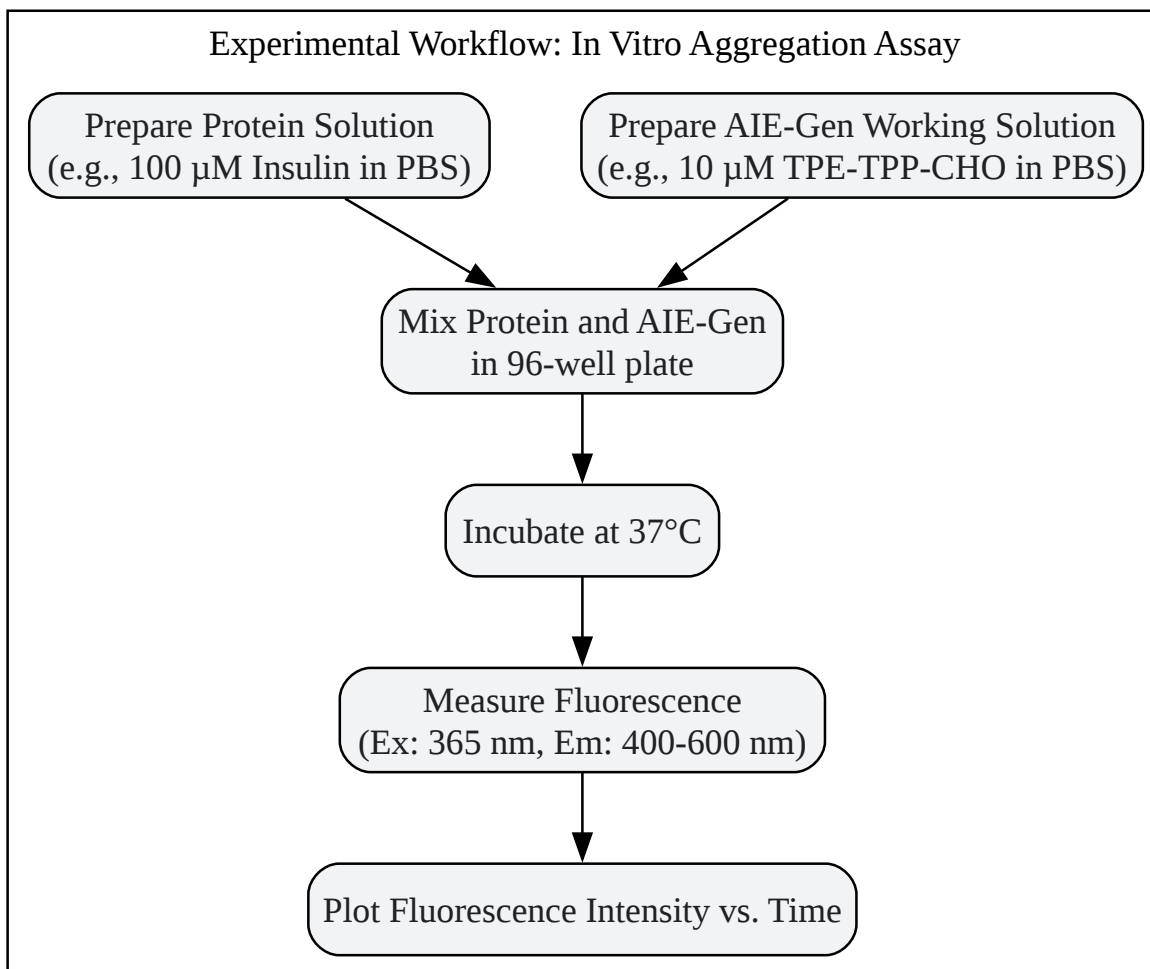 Experimental Workflow: In Vitro Aggregation Assay
Prepare Protein Solution
(e.g., 100 µM Insulin in PBS)
Prepare AIE-Gen Working Solution
(e.g., 10 µM TPE-TPP-CHO in PBS)
Mix Protein and AIE-Gen
in 96-well plate
Incubate at 37°C
Measure Fluorescence
(Ex: 365 nm, Em: 400-600 nm)
Plot Fluorescence Intensity vs. Time